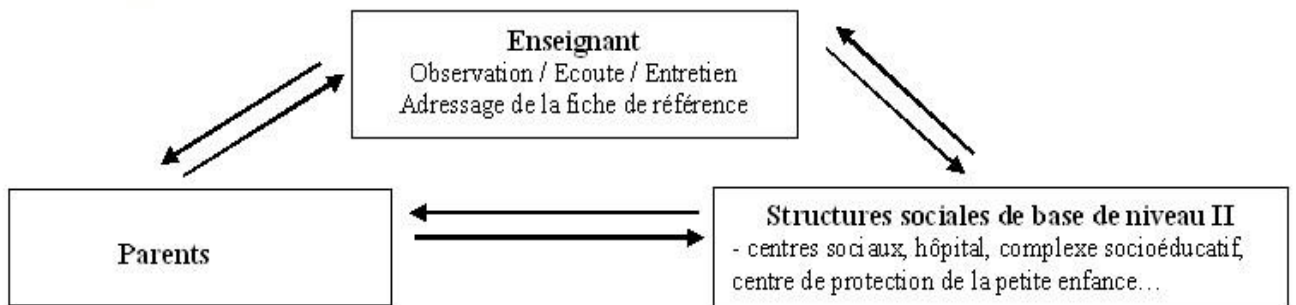 Enseignant
Observation / Ecoute / Entretien
Adressage de la fiche de référence
Parents
Structures sociales de base de niveau II
- centres sociaux, hôpital, complexe socioéducatif,
centre de protection de la petite enfance…